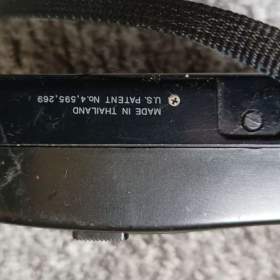 MADE IN THAILAND
U.S. PATENT No.4,595,269